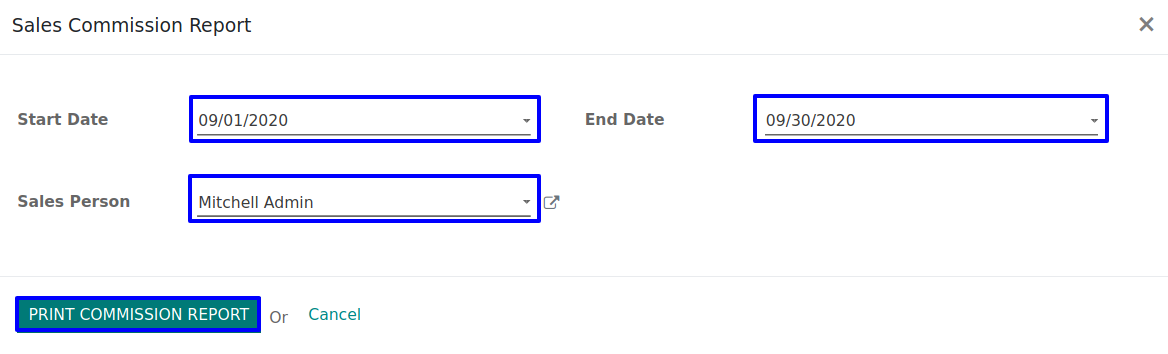 Sales Commission Report ×
Start Date 09/01/2020 End Date 09/30/2020
Sales Person Mitchell Admin
PRINT COMMISSION REPORT Or Cancel